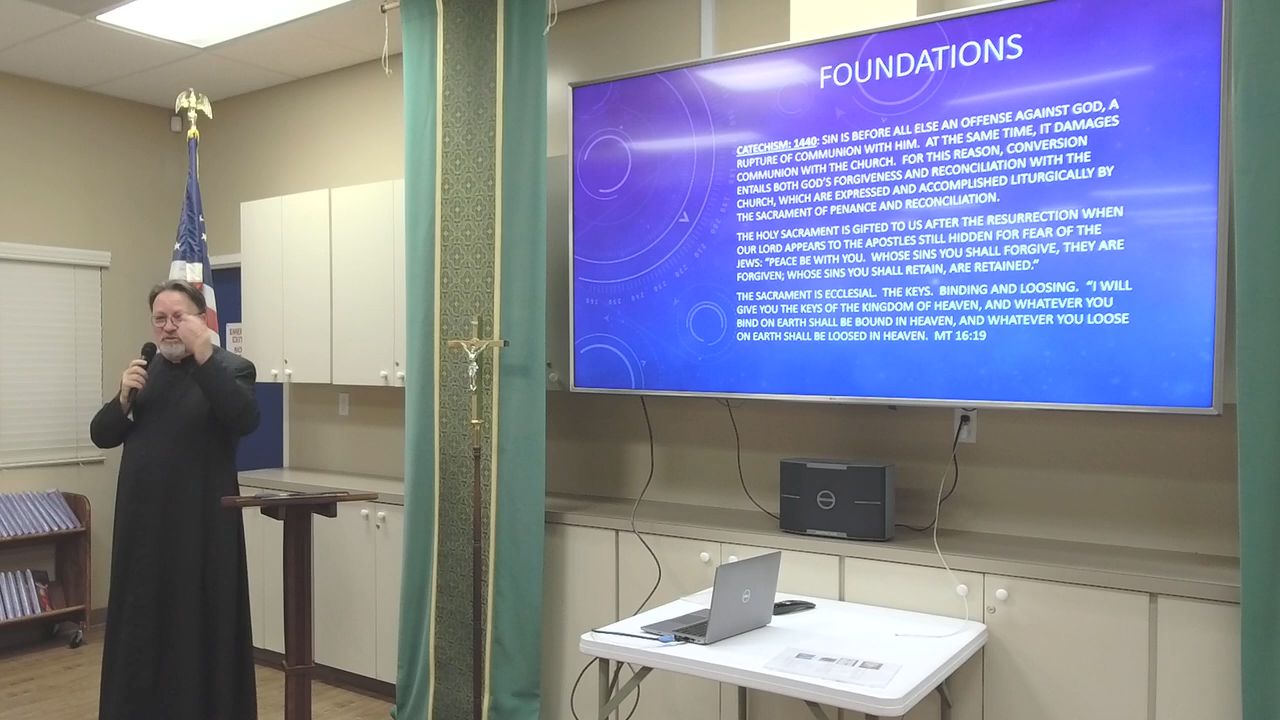 FOUNDATIONS
CATECHISM: 1440: SIN IS BEFORE ALL ELSE AN OFFENSE AGAINST GOD, A
RUPTURE OF COMMUNION WITH HIM. AT THE SAME TIME, IT DAMAGES
COMMUNION WITH THE CHURCH. FOR THIS REASON, CONVERSION
ENTAILS BOTH GOD'S FORGIVENESS AND RECONCILIATION WITH THE
CHURCH, WHICH ARE EXPRESSED AND ACCOMPLISHED LITURGICALLY BY
THE SACRAMENT OF PENANCE AND RECONCILIATION.
THE HOLY SACRAMENT IS GIFTED TO US AFTER THE RESURRECTION WHEN
OUR LORD APPEARS TO THE APOSTLES STILL HIDDEN FOR FEAR OF THE
JEWS: "PEACE BE WITH YOU. WHOSE SINS YOU SHALL FORGIVE, THEY ARE
FORGIVEN; WHOSE SINS YOU SHALL RETAIN, ARE RETAINED."
THE SACRAMENT IS ECCLESIAL. THE KEYS. BINDING AND LOOSING. "I WILL
GIVE YOU THE KEYS OF THE KINGDOM OF HEAVEN, AND WHATEVER YOU
BIND ON EARTH SHALL BE BOUND IN HEAVEN, AND WHATEVER YOU LOOSE
ON EARTH SHALL BE LOOSED IN HEAVEN. MT 16:19
DELL